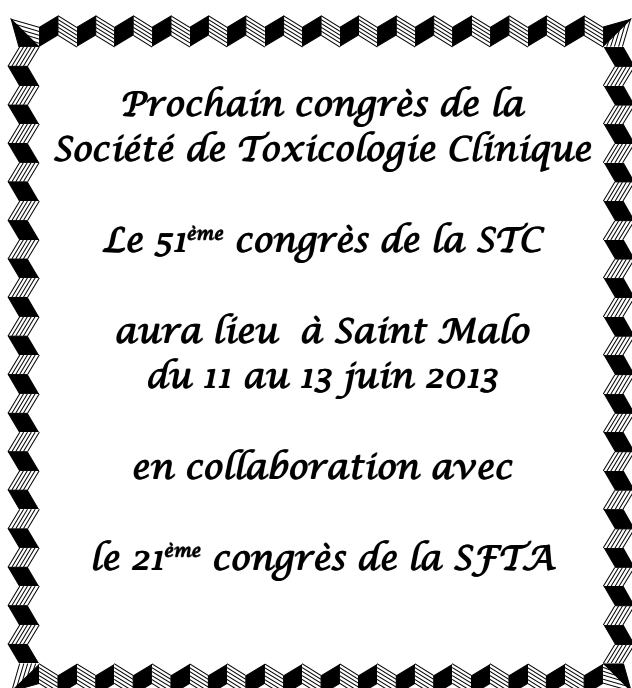 Prochain congrès de la
Société de Toxicologie Clinique
Le 51ème congrès de la STC
aura lieu à Saint Malo
du 11 au 13 juin 2013
en collaboration avec
le 21ème congrès de la SFTA